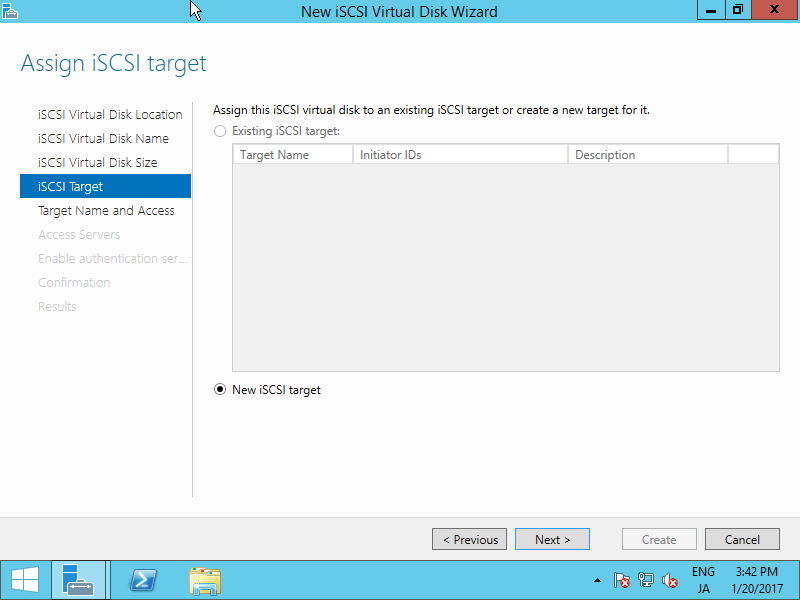 New iSCSI Virtual Disk Wizard
Assign iSCSI target
iSCSI Virtual Disk Location
iSCSI Virtual Disk Name
iSCSI Virtual Disk Size
iSCSI Target
Target Name and Access
Access Servers
Enable authentication ser...
Confirmation
Results
Assign this iSCSI virtual disk to an existing iSCSI target or create a new target for it.
Existing iSCSI target:
Target Name Initiator IDs Description
New iSCSI target
< Previous Next > Create Cancel
ENG 3:42 PM
JA 1/20/2017